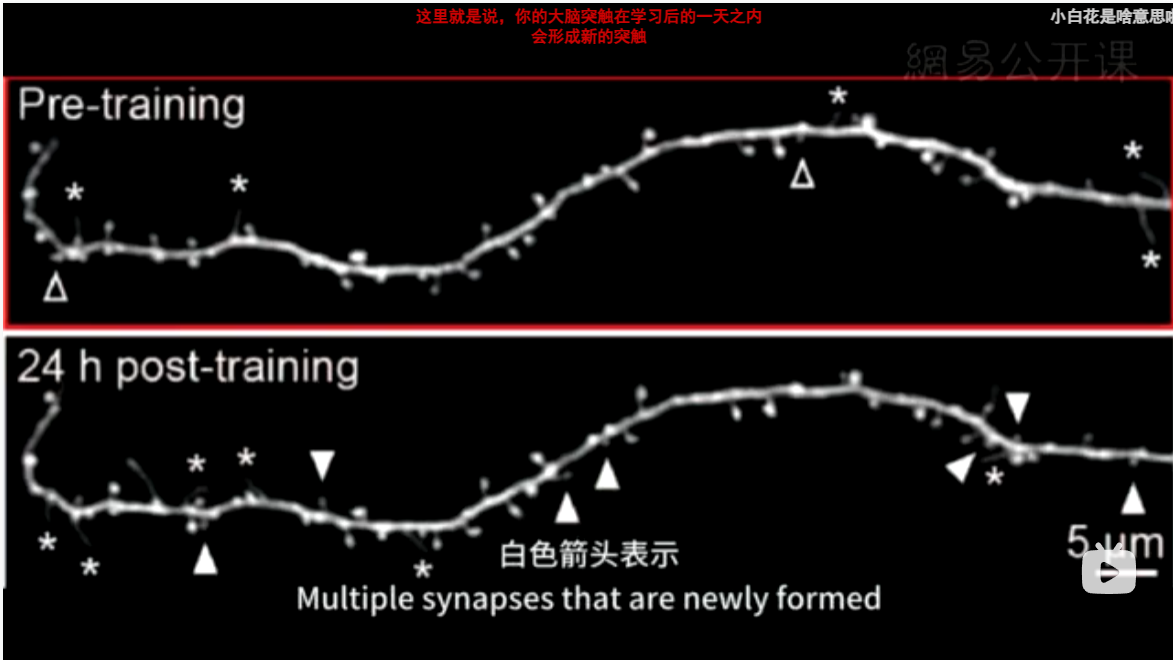 这里就是说，你的大脑突触在学习后的一天之内
会形成新的突触
小白花是啥意思
網易公开课
Pre-training
*
*
*
*
*
24 h post-training
*
*
*
*
*
*
5 μm
白色箭头表示
Multiple synapses that are newly formed